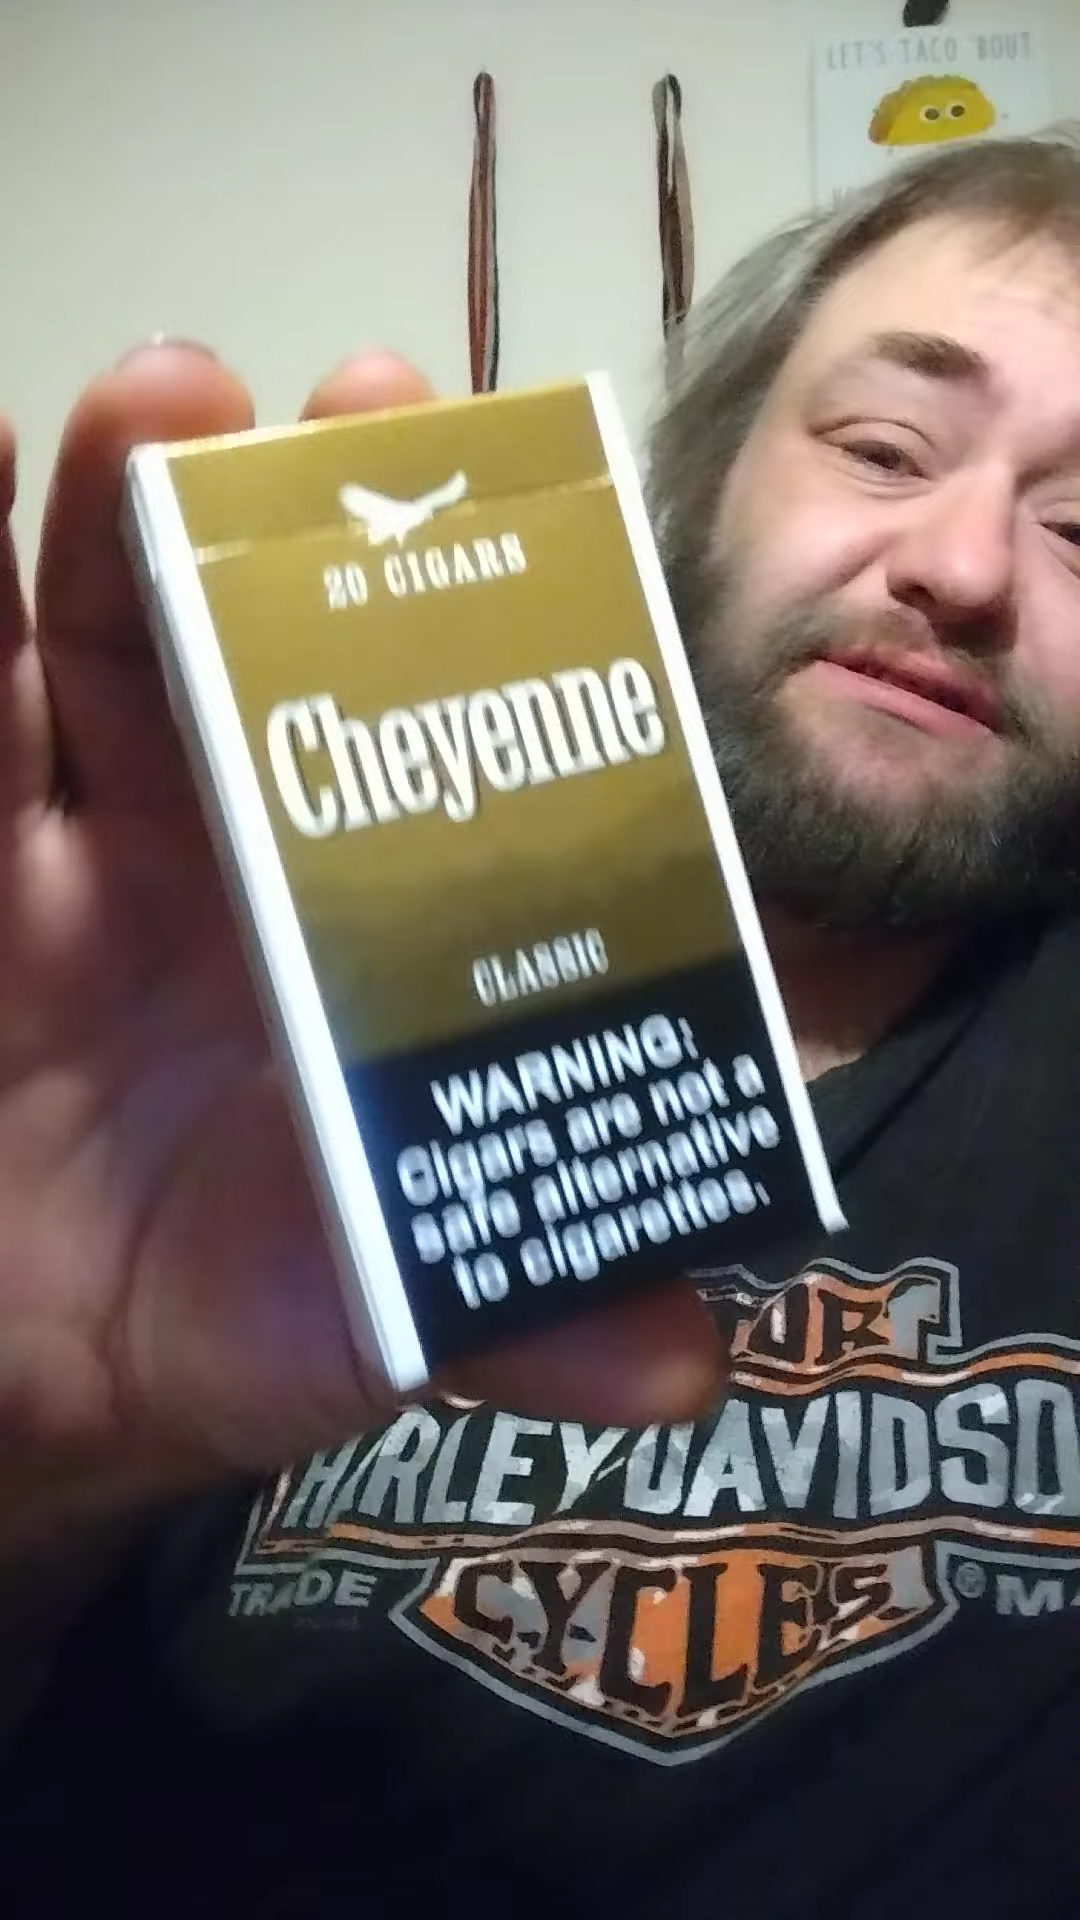 LET'S TACO 'BOUT
20 CIGARS
Cheyenne
CLASSIC
WARNING:
Cigars are not a
safe alternative
to cigarettes.
HARLEY-DAVIDSO
CYCLES
TRADE
® MA